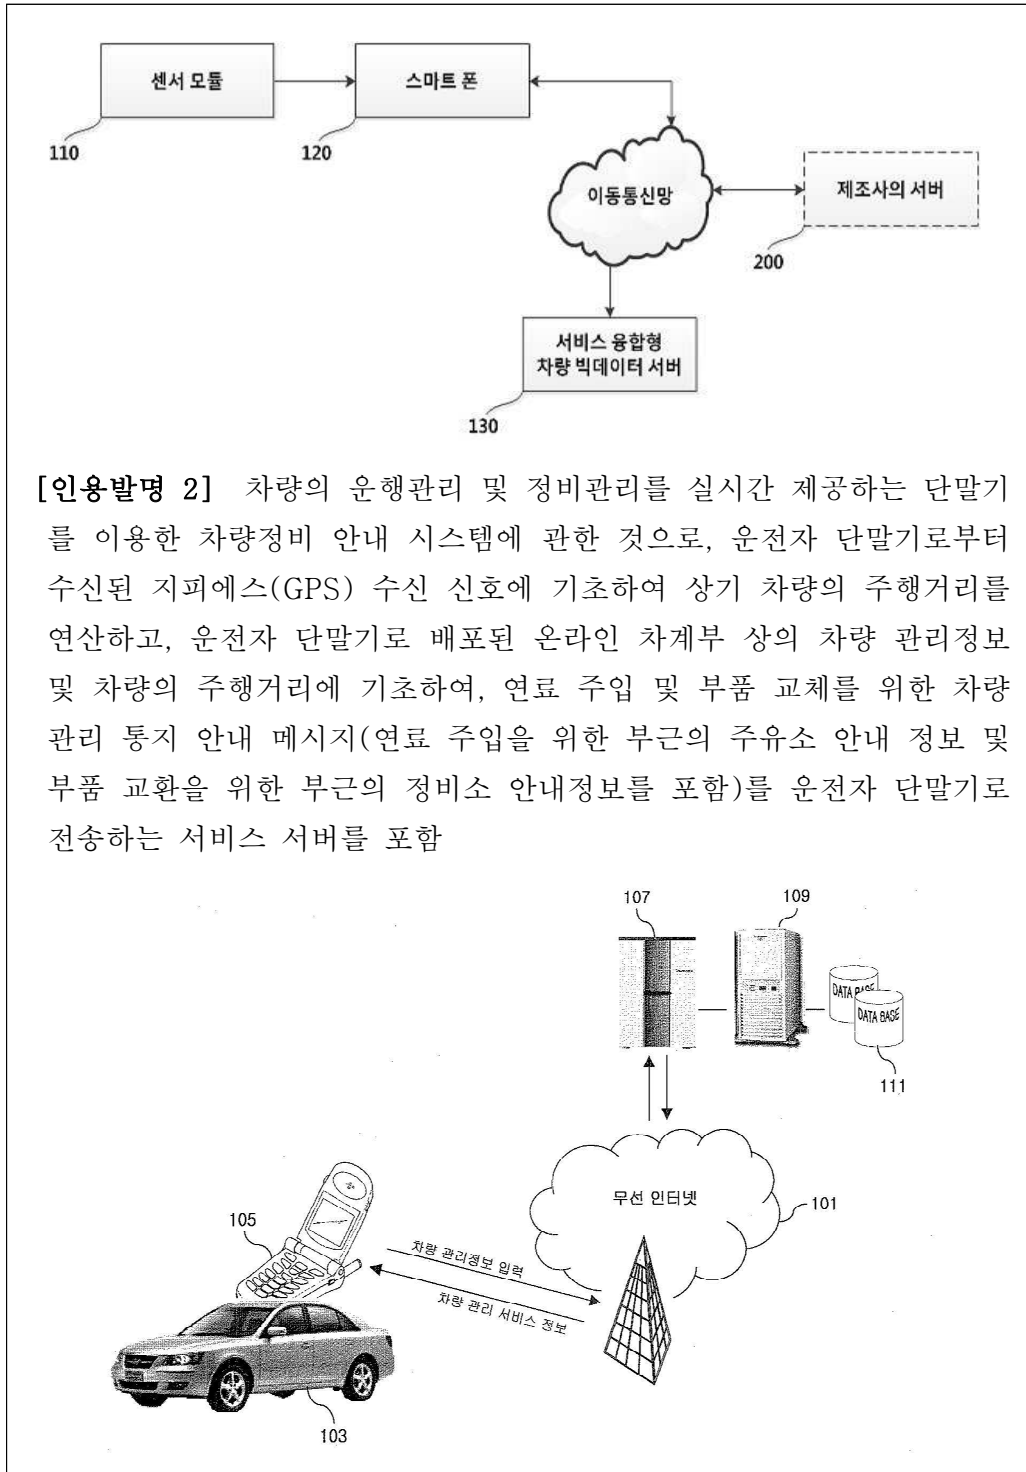 센서 모듈
스마트 폰
110
120
이동통신망
제조사의 서버
200
서비스 융합형
차량 빅데이터 서버
130
[인용발명 2] 차량의 운행관리 및 정비관리를 실시간 제공하는 단말기
를 이용한 차량정비 안내 시스템에 관한 것으로, 운전자 단말기로부터
수신된 지피에스(GPS) 수신 신호에 기초하여 상기 차량의 주행거리를
연산하고, 운전자 단말기로 배포된 온라인 차계부 상의 차량 관리정보
및 차량의 주행거리에 기초하여, 연료 주입 및 부품 교체를 위한 차량
관리 통지 안내 메시지(연료 주입을 위한 부근의 주유소 안내 정보 및
부품 교환을 위한 부근의 정비소 안내정보를 포함)를 운전자 단말기로
전송하는 서비스 서버를 포함
107
109
DATA BASE
DATA BASE
111
무선 인터넷
101
105
차량 관리정보 입력
차량 관리 서비스 정보
103